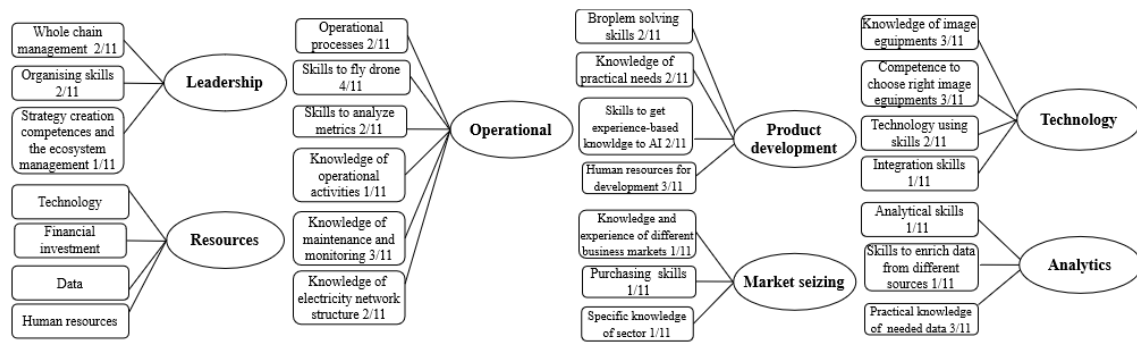 Whole chain
management 2/11
Organising skills
2/11
Strategy creation
competences and
the ecosystem
management 1/11
Leadership
Technology
Financial
investment
Data
Human resources
Resources
Operational
processes 2/11
Skills to fly drone
4/11
Skills to analyze
metrics 2/11
Knowledge of
operational
activities 1/11
Knowledge of
maintenance and
monitoring 3/11
Knowledge of
electricity network
structure 2/11
Operational
Broplem solving
skills 2/11
Knowledge of
practical needs 2/11
Skills to get
experience-based
knowldge to AI 2/11
Human resources for
development 3/11
Product
development
Knowledge and
experience of different
business markets 1/11
Purchasing skills
1/11
Specific knowledge
of sector 1/11
Market seizing
Knowledge of image
eguipments 3/11
Competence to
choose right image
eguipments 3/11
Technology using
skills 2/11
Integration skills
1/11
Technology
Analytical skills
1/11
Skills to enrich data
from different
sources 1/11
Practical knowledge
of needed data 3/11
Analytics